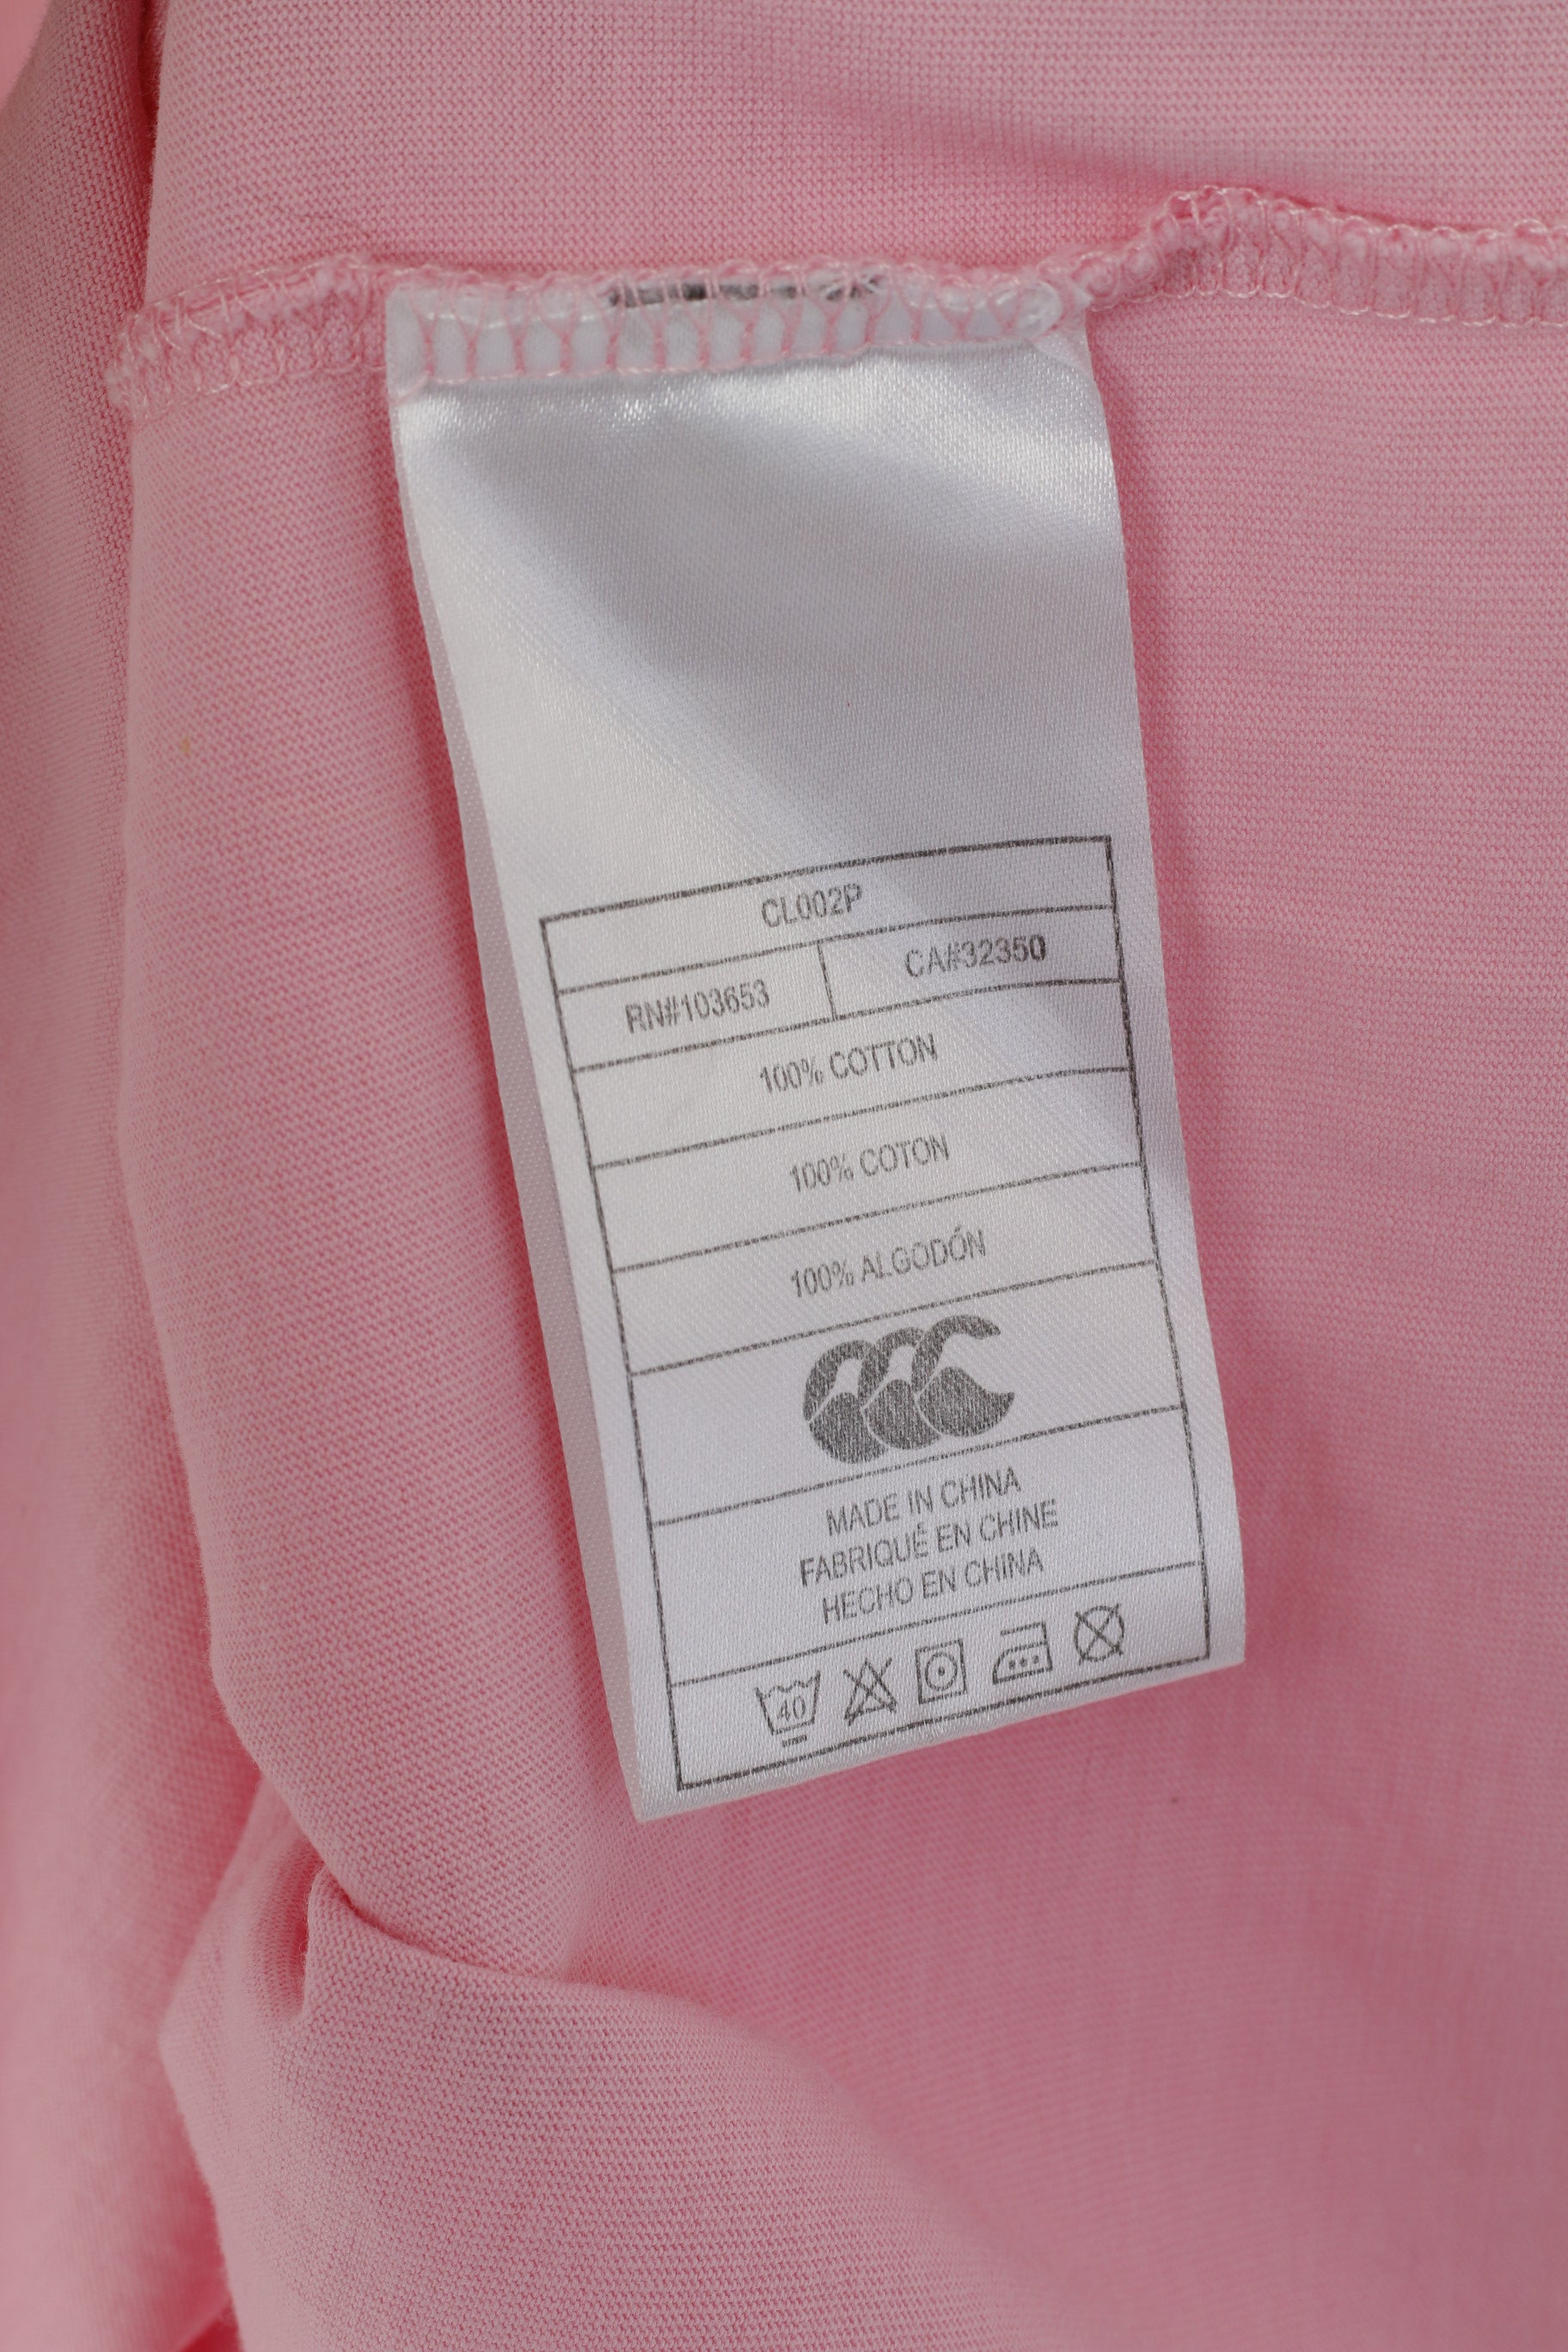 CL002P
RN#103653 CA#32350
100% COTTON
100% COTON
100% ALGODÓN
MADE IN CHINA
FABRIQUÉ EN CHINE
HECHO EN CHINA
40